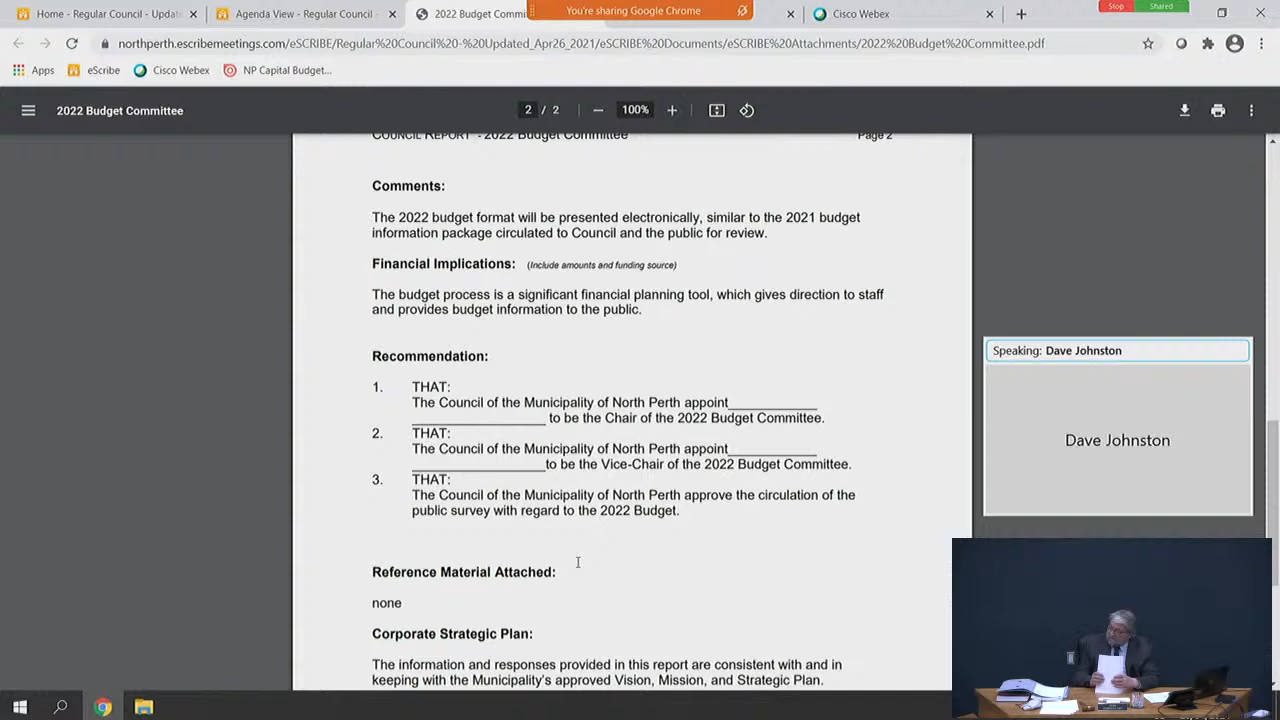 Home - Regular Council - Updat
Agenda View - Regular Council -
2022 Budget Commi
You're sharing Google Chrome
Cisco Webex
Stop
Shared
northperth.escribemeetings.com/eSCRIBE/Regular%20Council%20-%20Updated_Apr26_2021/eSCRIBE%20Documents/eSCRIBE%20Attachments/2022%20Budget%20Committee.pdf
Apps
eScribe
Cisco Webex
NP Capital Budget...
2022 Budget Committee
2 / 2
100%
COUNCIL REPORT - 2022 Budget Committee
Page 2
Comments:
The 2022 budget format will be presented electronically, similar to the 2021 budget
information package circulated to Council and the public for review.
Financial Implications: (Include amounts and funding source)
The budget process is a significant financial planning tool, which gives direction to staff
and provides budget information to the public.
Recommendation:
1. THAT:
The Council of the Municipality of North Perth appoint____________
__________________ to be the Chair of the 2022 Budget Committee.
2. THAT:
The Council of the Municipality of North Perth appoint____________
__________________to be the Vice-Chair of the 2022 Budget Committee.
3. THAT:
The Council of the Municipality of North Perth approve the circulation of the
public survey with regard to the 2022 Budget.
Reference Material Attached:
none
Corporate Strategic Plan:
The information and responses provided in this report are consistent with and in
keeping with the Municipality's approved Vision, Mission, and Strategic Plan.
Speaking: Dave Johnston
Dave Johnston